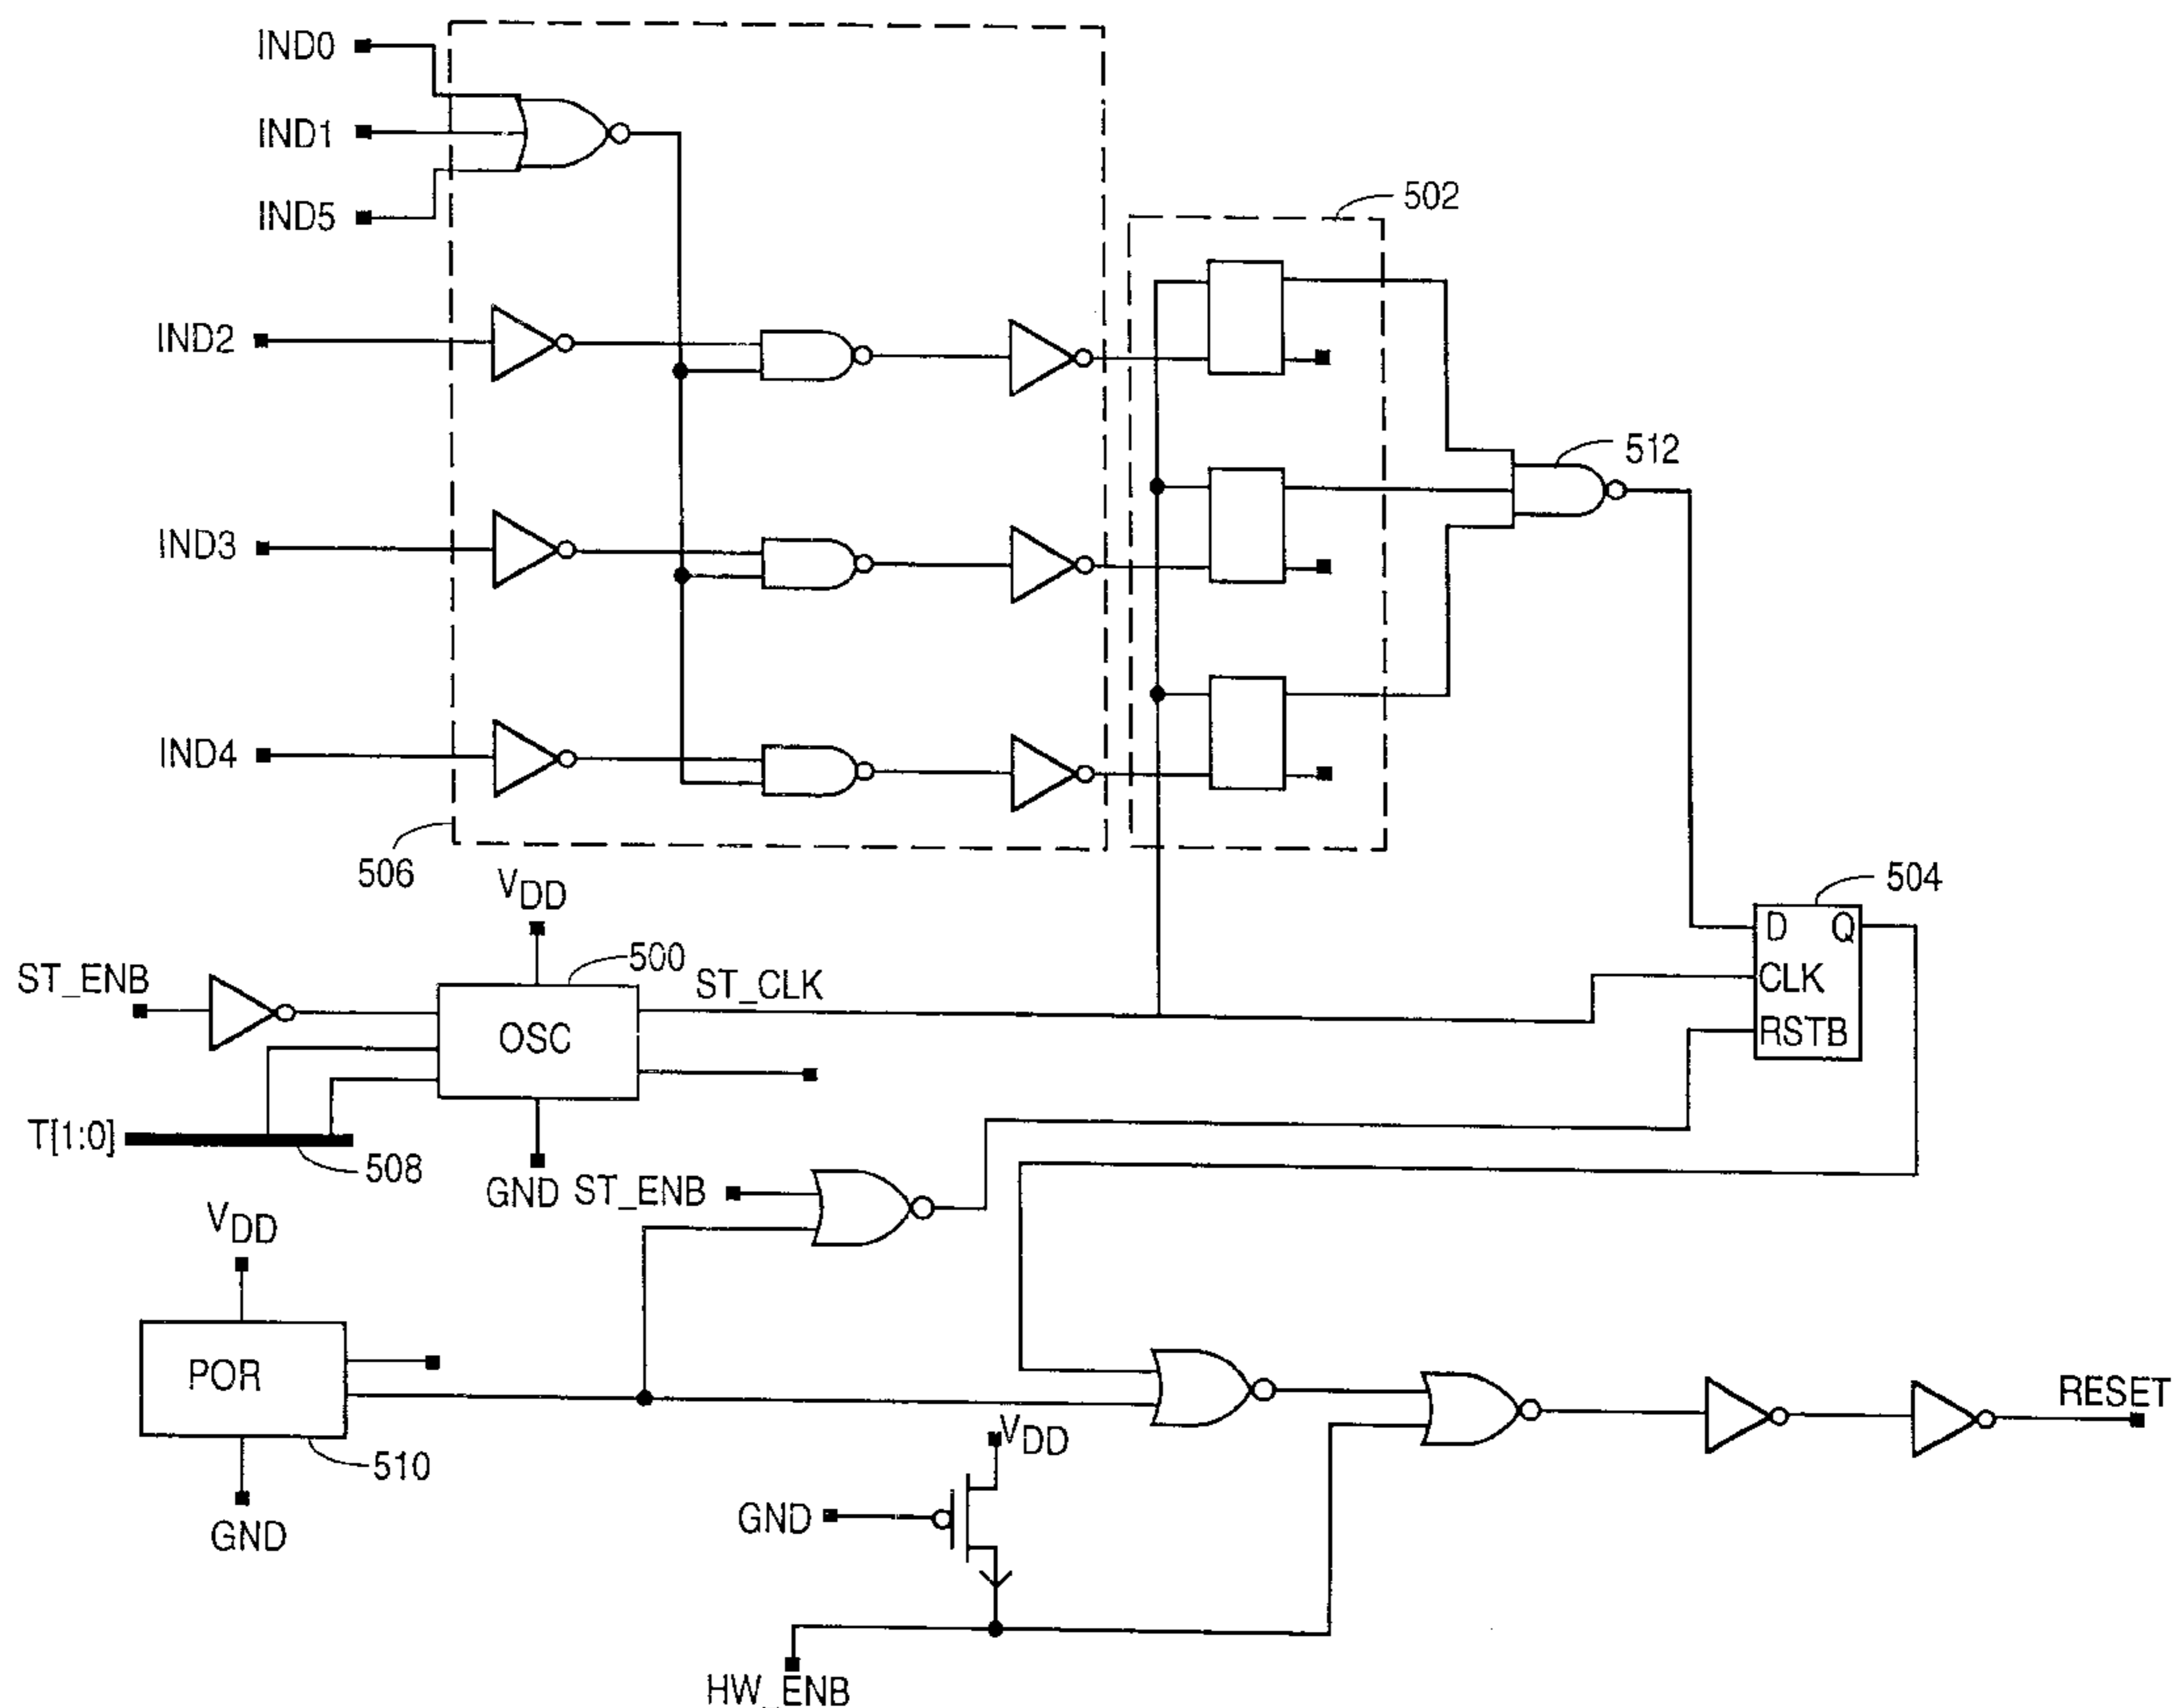 IND0
IND1
IND5
502
IND2
512
IND3
IND4
506
VDD
504
D Q
ST_ENB
500
ST_CLK
CLK
OSC
RSTB
T[1:0]
508
GND
ST_ENB
VDD
POR
RESET
VDD
510
GND
GND
HW_ENB